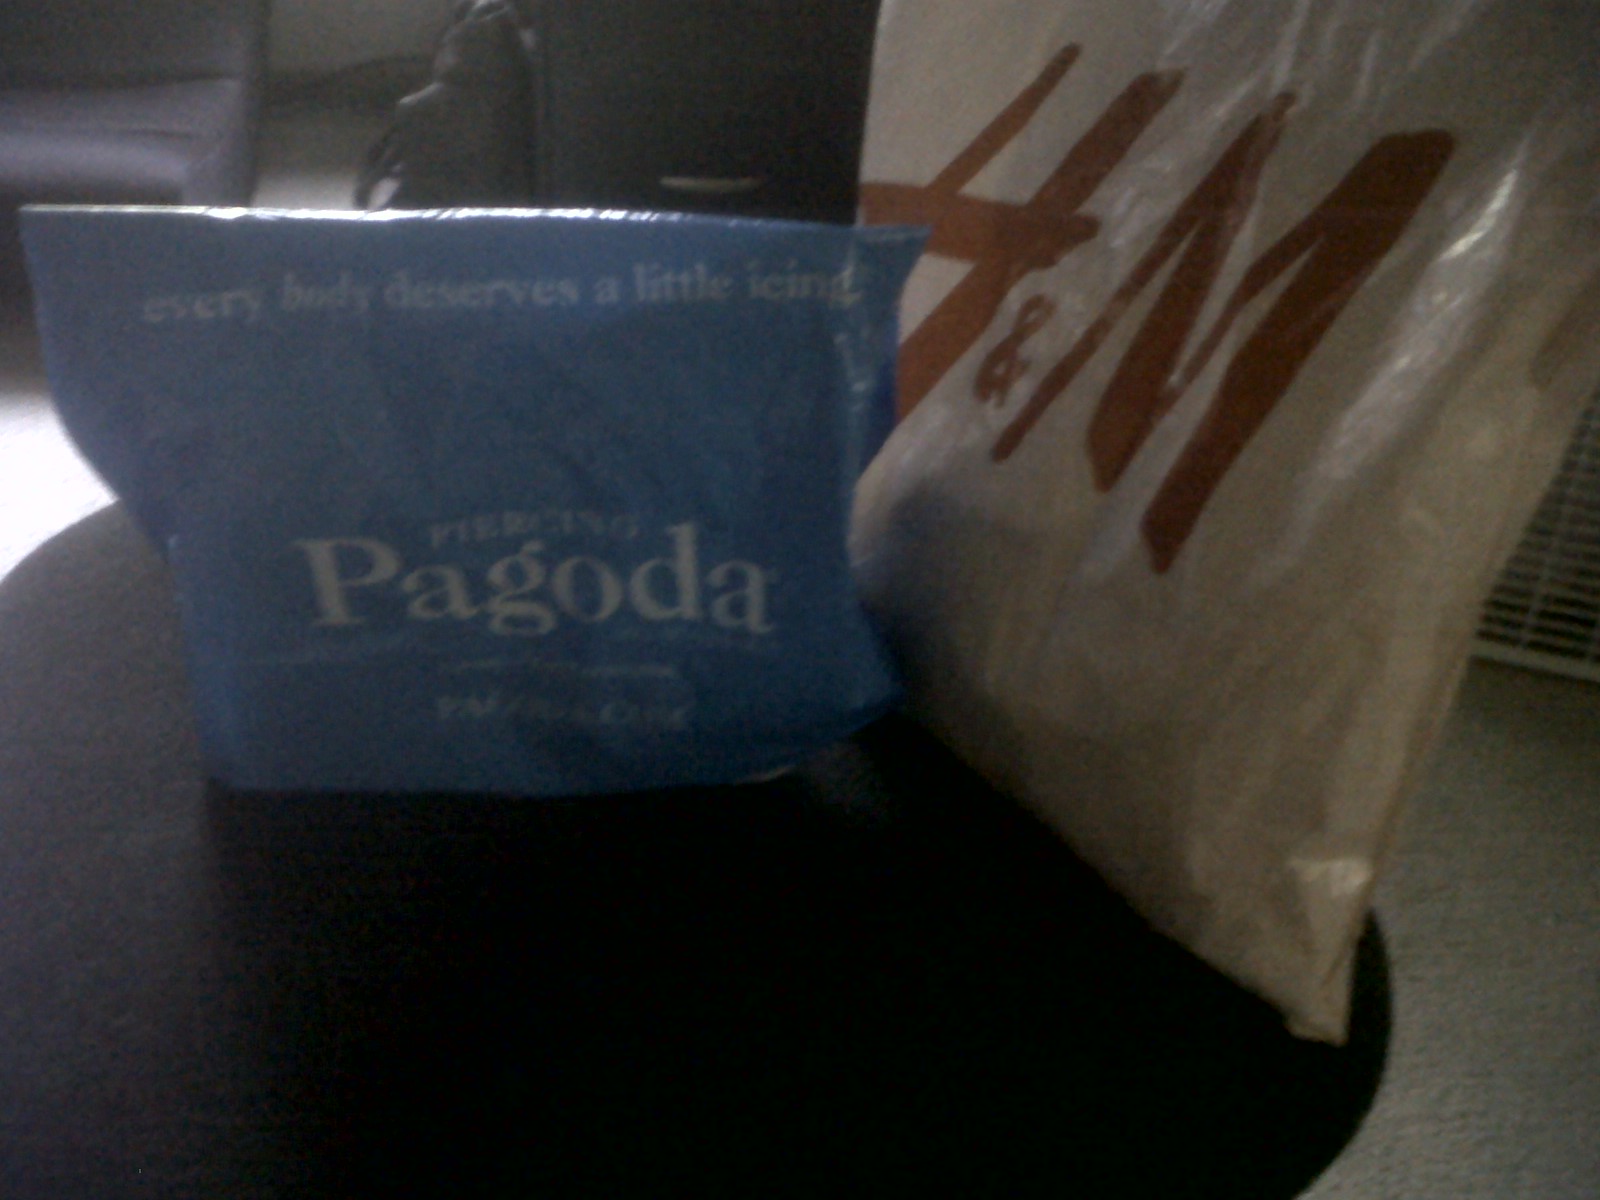 every body deserves a little icing.
PIERCING
Pagoda
H&M